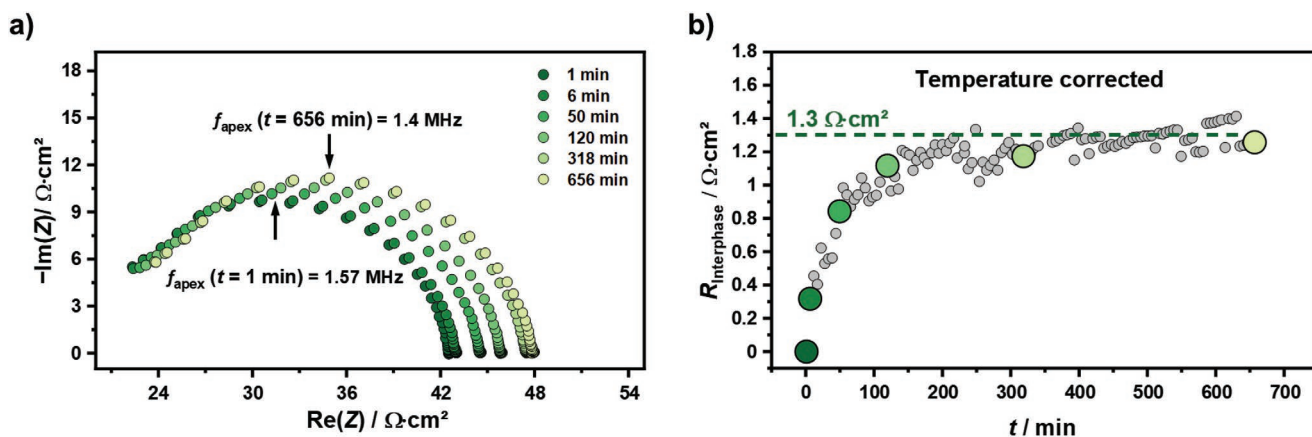 a)
18
15
12
9
6
3
0
−Im(Z)/ Ω·cm²
24
30
36
42
48
54
Re(Z) / Ω·cm²
f_apex (t = 656 min) = 1.4 MHz
f_apex (t = 1 min) = 1.57 MHz
1 min
6 min
50 min
120 min
318 min
656 min
b)
1.8
1.6
1.4
1.2
1.0
0.8
0.6
0.4
0.2
0
R_Interphase / Ω·cm²
Temperature corrected
1.3 Ω·cm²
0
100
200
300
400
500
600
700
t / min